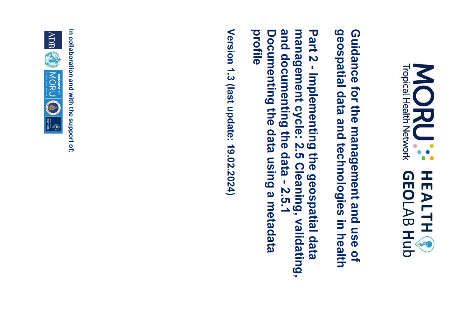 MORU
Tropical Health Network
HEALTH
GEOLAB Hub
Guidance for the management and use of
geospatial data and technologies in health
Part 2 - Implementing the geospatial data
management cycle: 2.5 Cleaning, validating,
and documenting the data - 2.5.1
Documenting the data using a metadata
profile
Version 1.3 (last update: 19.02.2024)
In collaboration and with the support of:
MORU